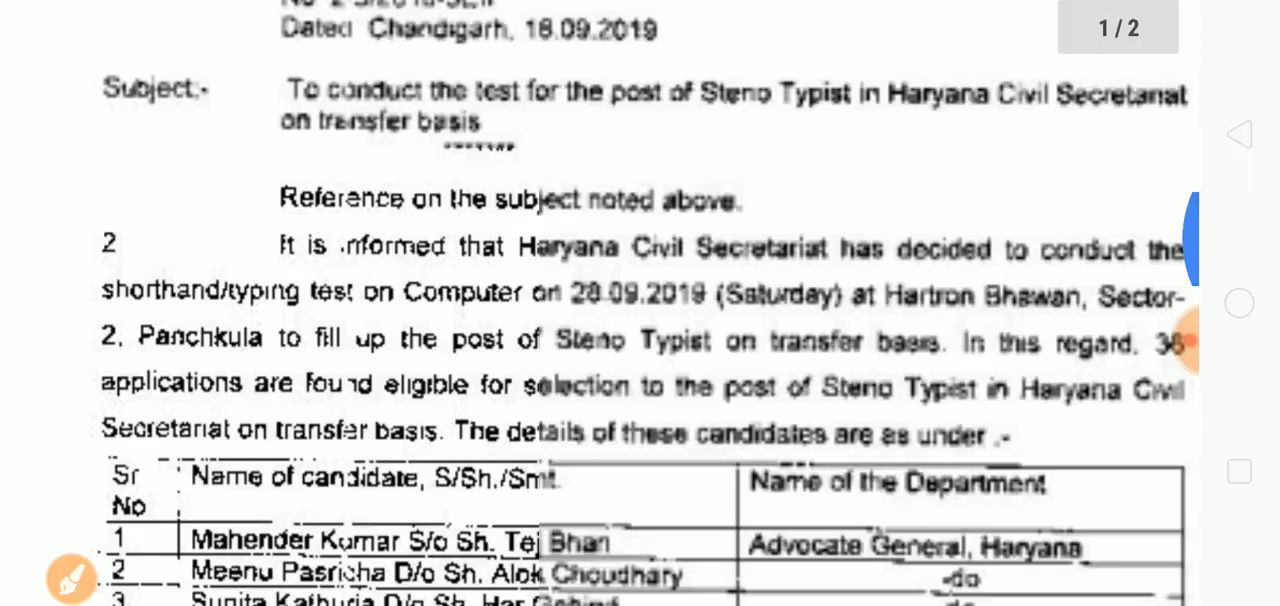 Dated Chandigarh, 18.09.2019
1 / 2
Subject:- To conduct the test for the post of Steno Typist in Haryana Civil Secretariat
on transfer basis
*******
Reference on the subject noted above.
2 It is informed that Haryana Civil Secretariat has decided to conduct the
shorthand/typing test on Computer on 28.09.2019 (Saturday) at Hartron Bhawan, Sector-
2, Panchkula to fill up the post of Steno Typist on transfer basis. In this regard, 36
applications are found eligible for selection to the post of Steno Typist in Haryana Civil
Secretariat on transfer basis. The details of these candidates are as under :-
Sr No Name of candidate, S/Sh./Smt. Name of the Department
1 Mahender Kumar S/o Sh. Tej Bhan Advocate General, Haryana
2 Meenu Pasricha D/o Sh. Alok Choudhary -do
3 Sunita Kathuria D/o Sh. Har Gobind